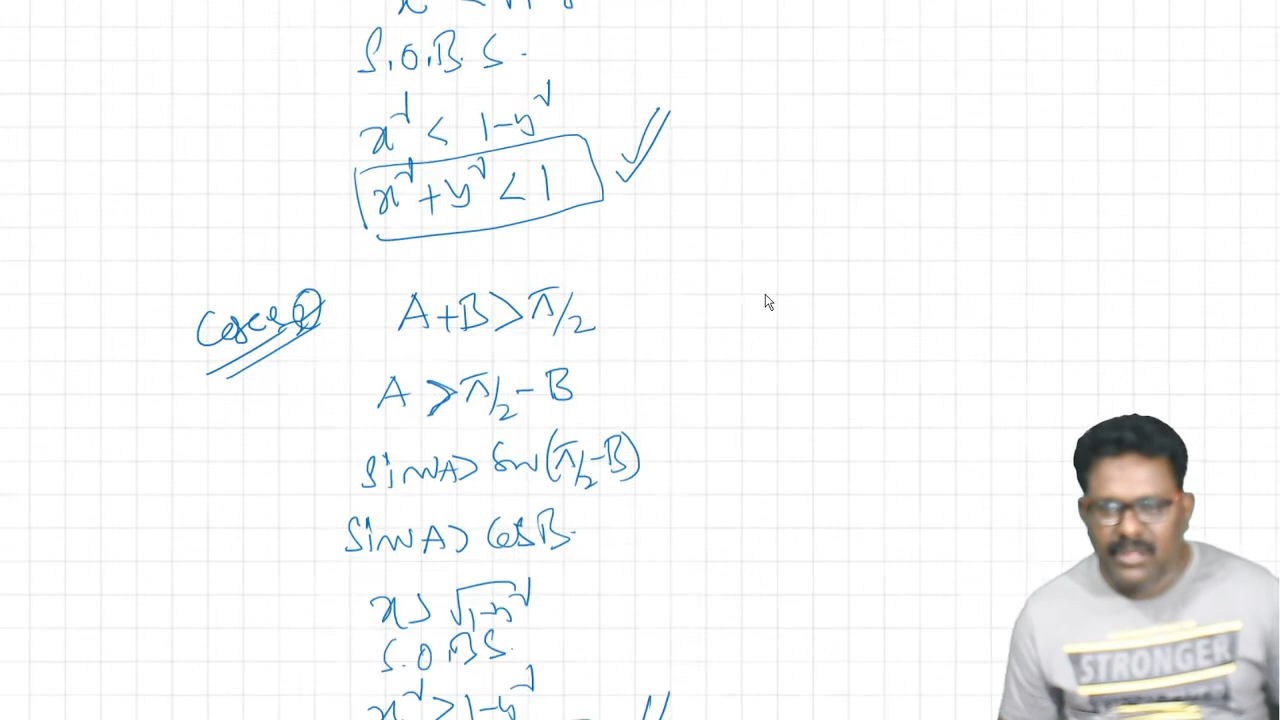 S.O.B.S.
x² < 1-y²
x²+y² < 1
Case ②
A+B > π/2
A > π/2 - B
Sin A > Sin(π/2 - B)
Sin A > Cos B
x > √1-y²
S.O.B.S.
x² > 1-y²
STRONGER